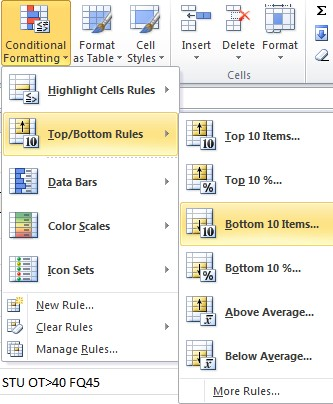 Conditional Formatting
Format as Table
Cell Styles
Insert
Delete
Format
Σ
Cells
Highlight Cells Rules
Top/Bottom Rules
Data Bars
Color Scales
Icon Sets
New Rule...
Clear Rules
Manage Rules...
Top 10 Items...
Top 10 %...
Bottom 10 Items...
Bottom 10 %...
Above Average...
Below Average...
More Rules...
STU OT>40 FQ45